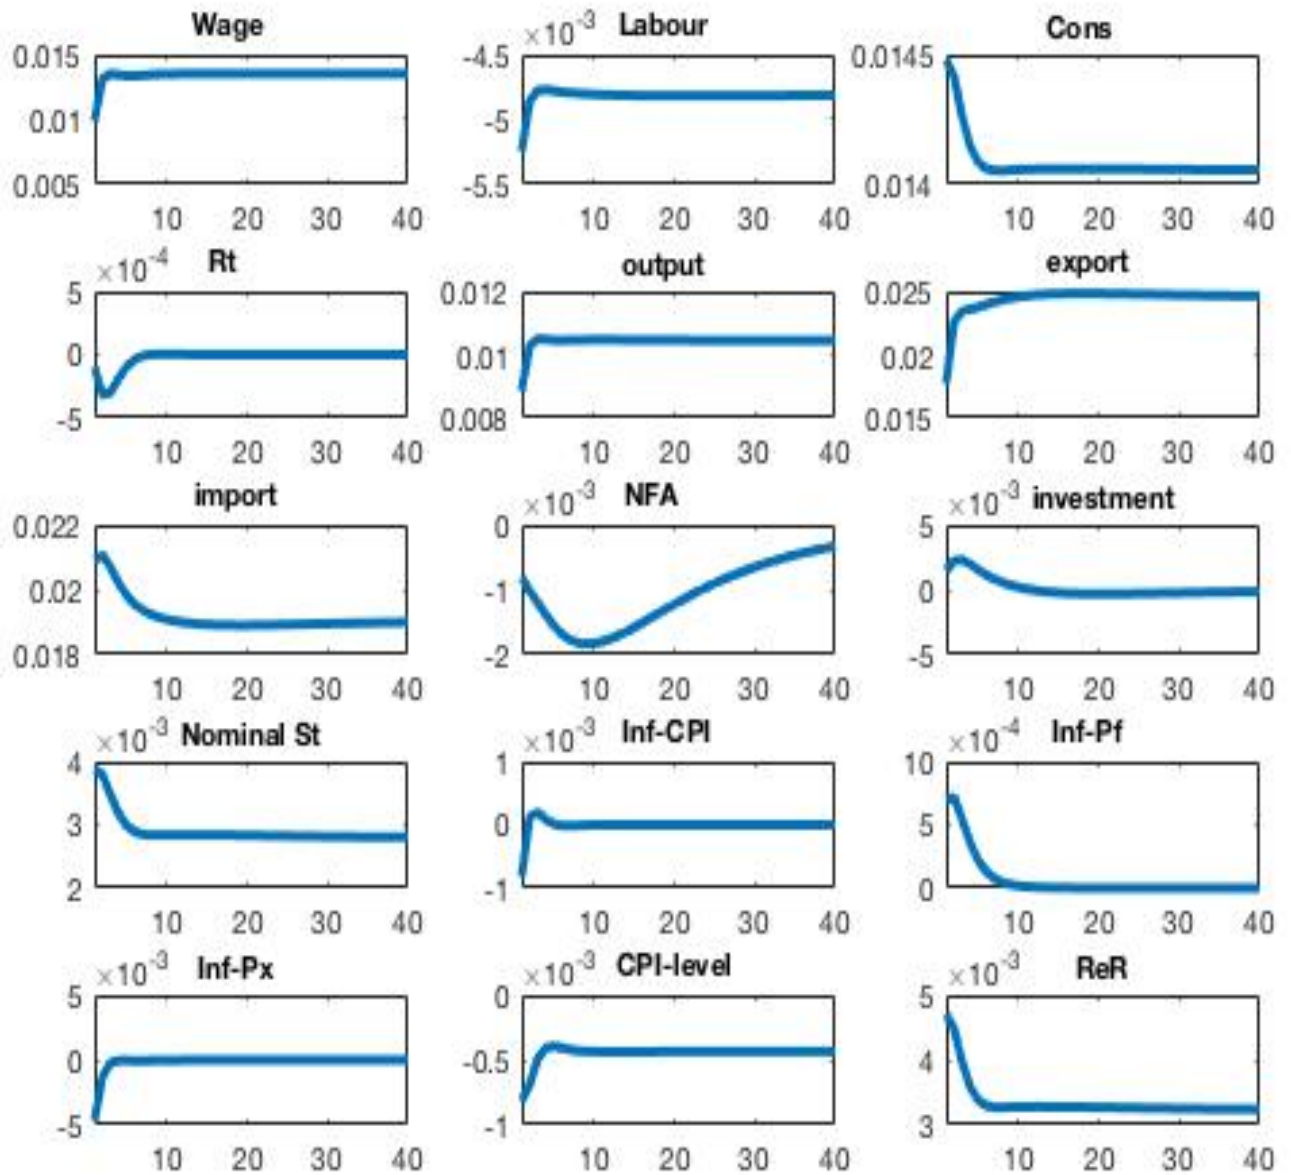 Wage
0.015
0.01
0.005
10 20 30 40
×10-3 Labour
-4.5
-5
-5.5
10 20 30 40
Cons
0.0145
0.014
10 20 30 40
×10-4 Rt
5
0
-5
10 20 30 40
output
0.012
0.01
0.008
10 20 30 40
export
0.025
0.02
0.015
10 20 30 40
import
0.022
0.02
0.018
10 20 30 40
×10-3 NFA
0
-1
-2
10 20 30 40
×10-3 investment
5
0
-5
10 20 30 40
×10-3 Nominal St
4
3
2
10 20 30 40
×10-3 Inf-CPI
1
0
-1
10 20 30 40
×10-4 Inf-Pf
10
5
0
10 20 30 40
×10-3 Inf-Px
5
0
-5
10 20 30 40
×10-3 CPI-level
0
-0.5
-1
10 20 30 40
×10-3 ReR
5
4
3
10 20 30 40